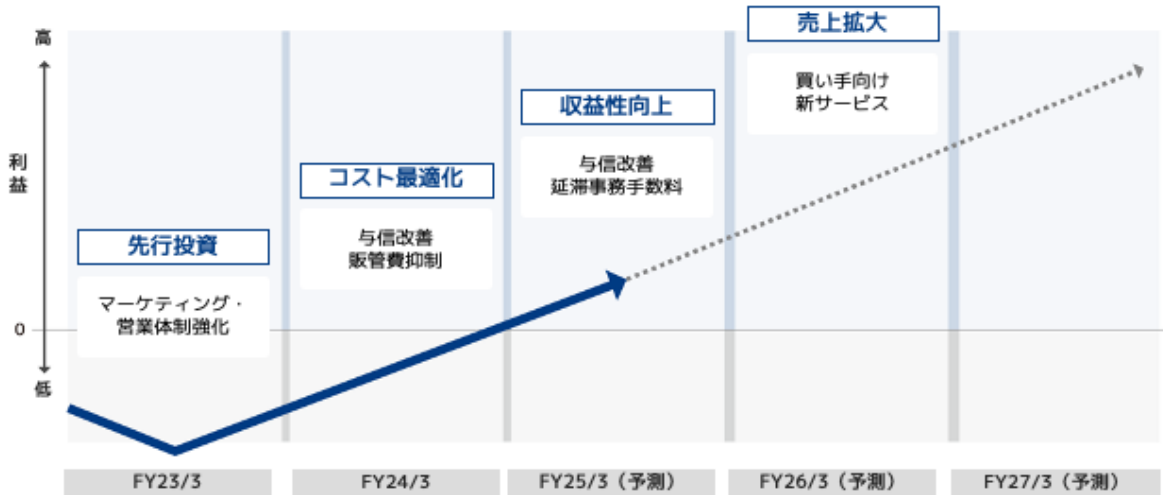 高
利
益
0
低
先行投資
マーケティング・
営業体制強化
コスト最適化
与信改善
販管費抑制
収益性向上
与信改善
延滞事務手数料
売上拡大
買い手向け
新サービス
FY23/3
FY24/3
FY25/3（予測）
FY26/3（予測）
FY27/3（予測）